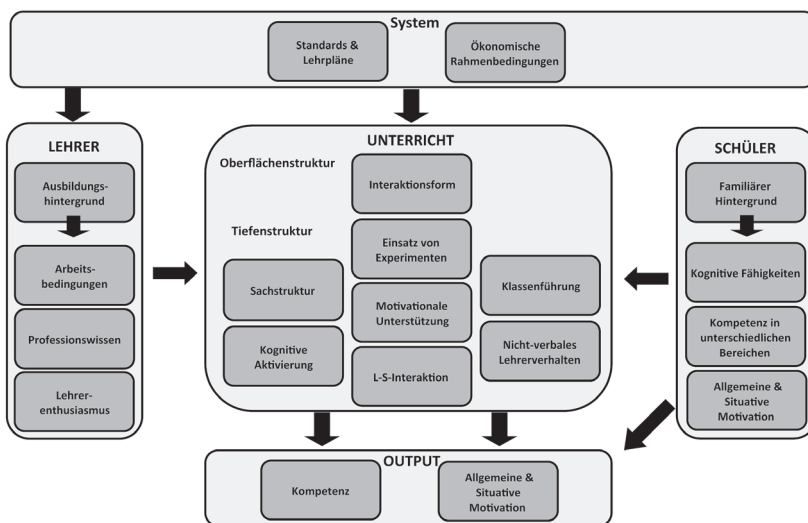 System
Standards &
Lehrpläne
Ökonomische
Rahmenbedingungen
LEHRER
Ausbildungs-
hintergrund
Arbeits-
bedingungen
Professionswissen
Lehrer-
enthusiasmus
UNTERRICHT
Oberflächenstruktur
Interaktionsform
Tiefenstruktur
Einsatz von
Experimenten
Sachstruktur
Motivationale
Unterstützung
Klassenführung
Kognitive
Aktivierung
L-S-Interaktion
Nicht-verbales
Lehrerverhalten
SCHÜLER
Familiärer
Hintergrund
Kognitive Fähigkeiten
Kompetenz in
unterschiedlichen
Bereichen
Allgemeine &
Situative
Motivation
OUTPUT
Kompetenz
Allgemeine &
Situative
Motivation